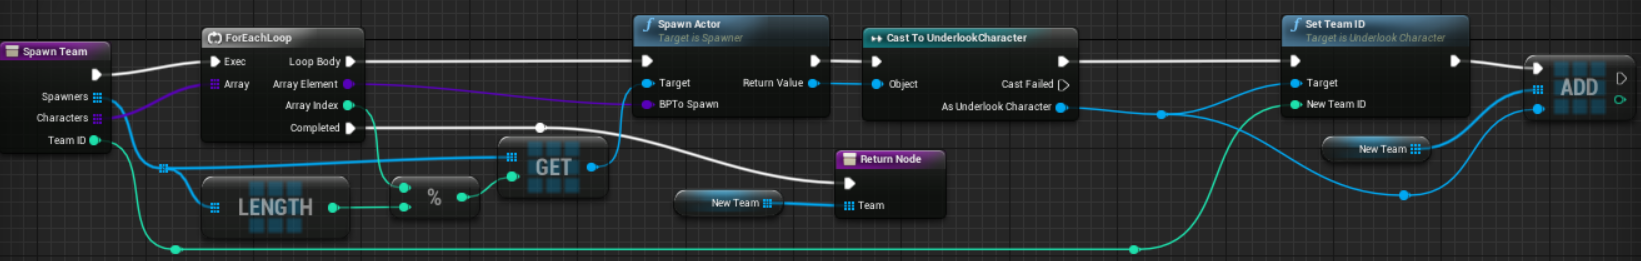 Spawn Team
Spawners
Characters
Team ID
ForEachLoop
Exec
Loop Body
Array
Array Element
Array Index
Completed
LENGTH
%
GET
Spawn Actor
Target is Spawner
Target
Return Value
BPTo Spawn
New Team
Return Node
Team
Cast To UnderlookCharacter
Object
Cast Failed
As Underlook Character
Set Team ID
Target is Underlook Character
Target
New Team ID
New Team
ADD